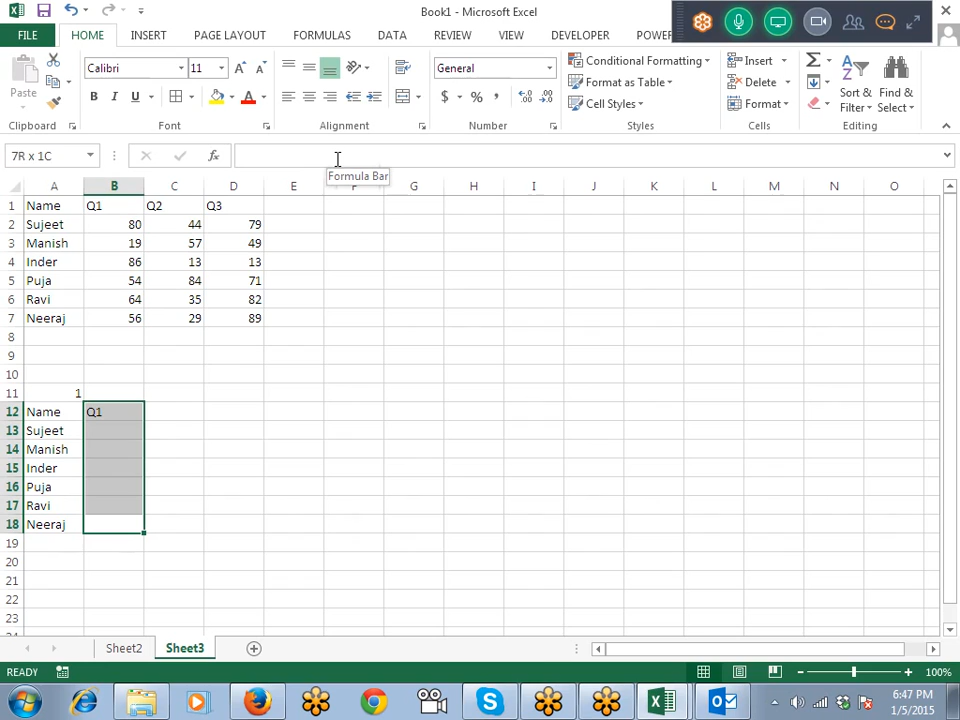 Book1 - Microsoft Excel
FILE HOME INSERT PAGE LAYOUT FORMULAS DATA REVIEW VIEW DEVELOPER POWER
Paste
Calibri 11
General
Conditional Formatting
Format as Table
Cell Styles
Insert
Delete
Format
Sort & Filter
Find & Select
Clipboard Font Alignment Number Styles Cells Editing
7R x 1C
fx
Formula Bar
A B C D E F G H I J K L M N O
1 Name Q1 Q2 Q3
2 Sujeet 80 44 79
3 Manish 19 57 49
4 Inder 86 13 13
5 Puja 54 84 71
6 Ravi 64 35 82
7 Neeraj 56 29 89
8
9
10
11 1
12 Name Q1
13 Sujeet
14 Manish
15 Inder
16 Puja
17 Ravi
18 Neeraj
19
20
21
22
23
Sheet2 Sheet3
READY
100%
6:47 PM
1/5/2015